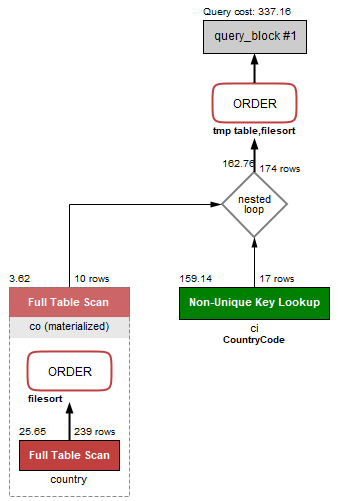 Query cost: 337.16
query_block #1
ORDER
tmp table,filesort
162.76
174 rows
nested
loop
3.62
10 rows
159.14
17 rows
Full Table Scan
Non-Unique Key Lookup
co (materialized)
ci
CountryCode
ORDER
filesort
25.65
239 rows
Full Table Scan
country